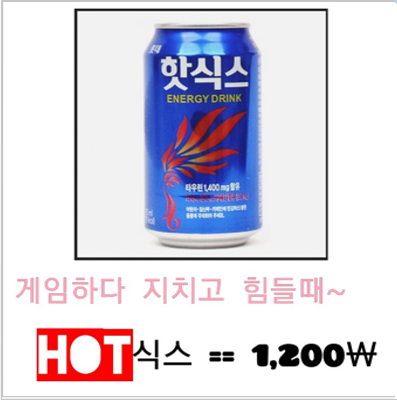 롯데
핫식스
ENERGY DRINK
타우린 1,400 mg 함유
게임하다 지치고 힘들때~
HOT식스 == 1,200₩